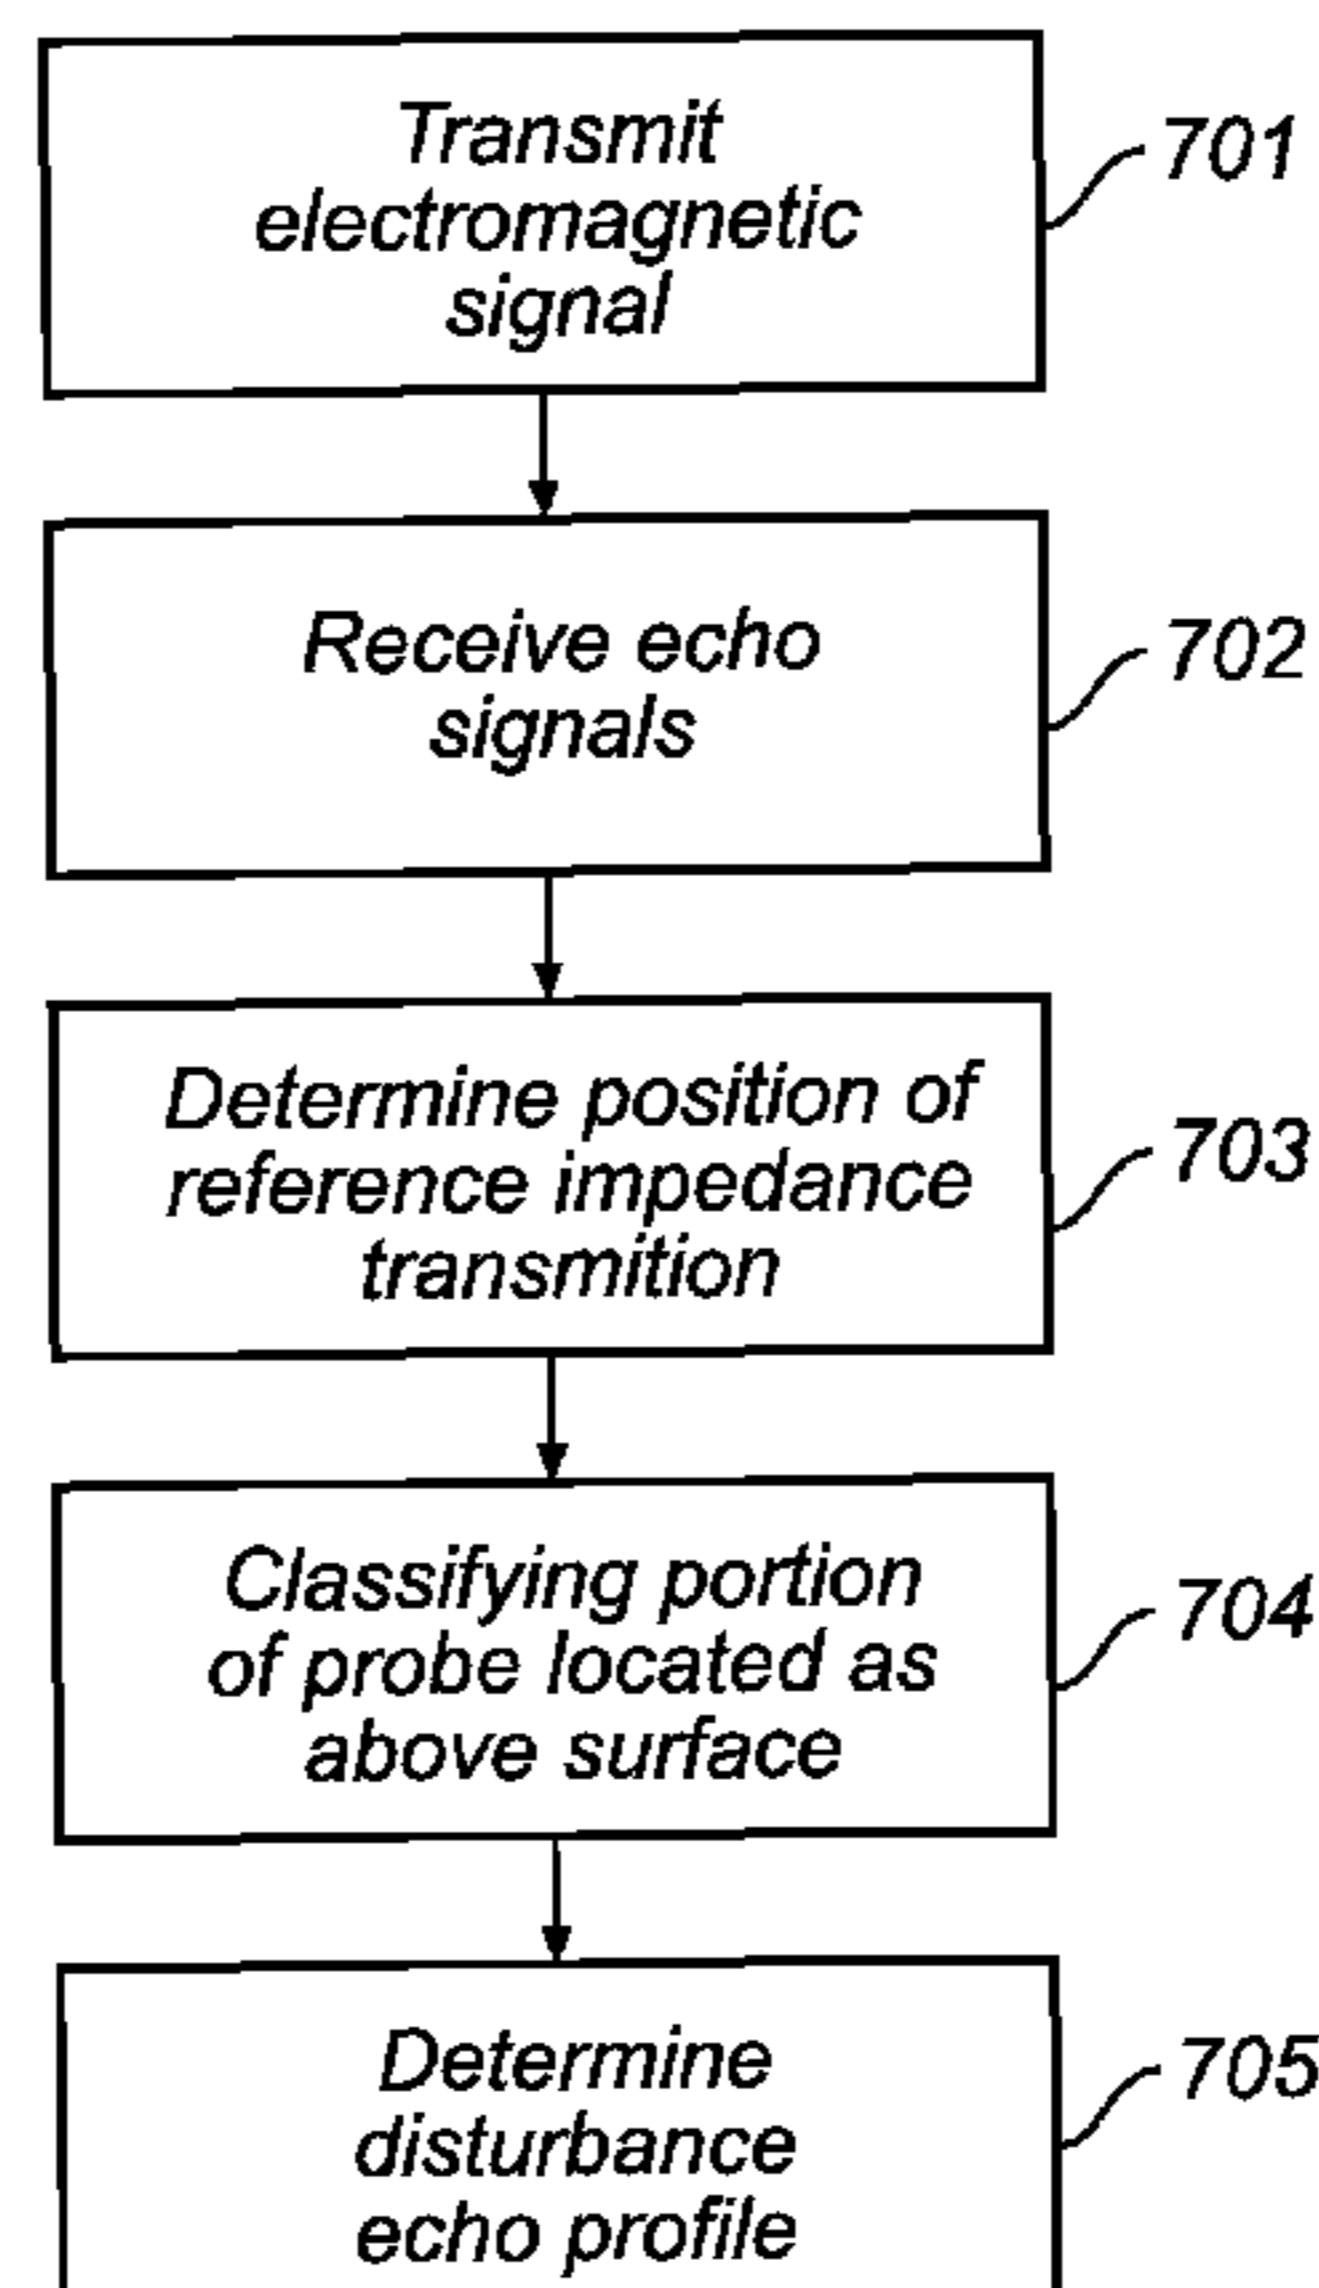 Transmit
electromagnetic
signal
701
Receive echo
signals
702
Determine position of
reference impedance
transmition
703
Classifying portion
of probe located as
above surface
704
Determine
disturbance
echo profile
705